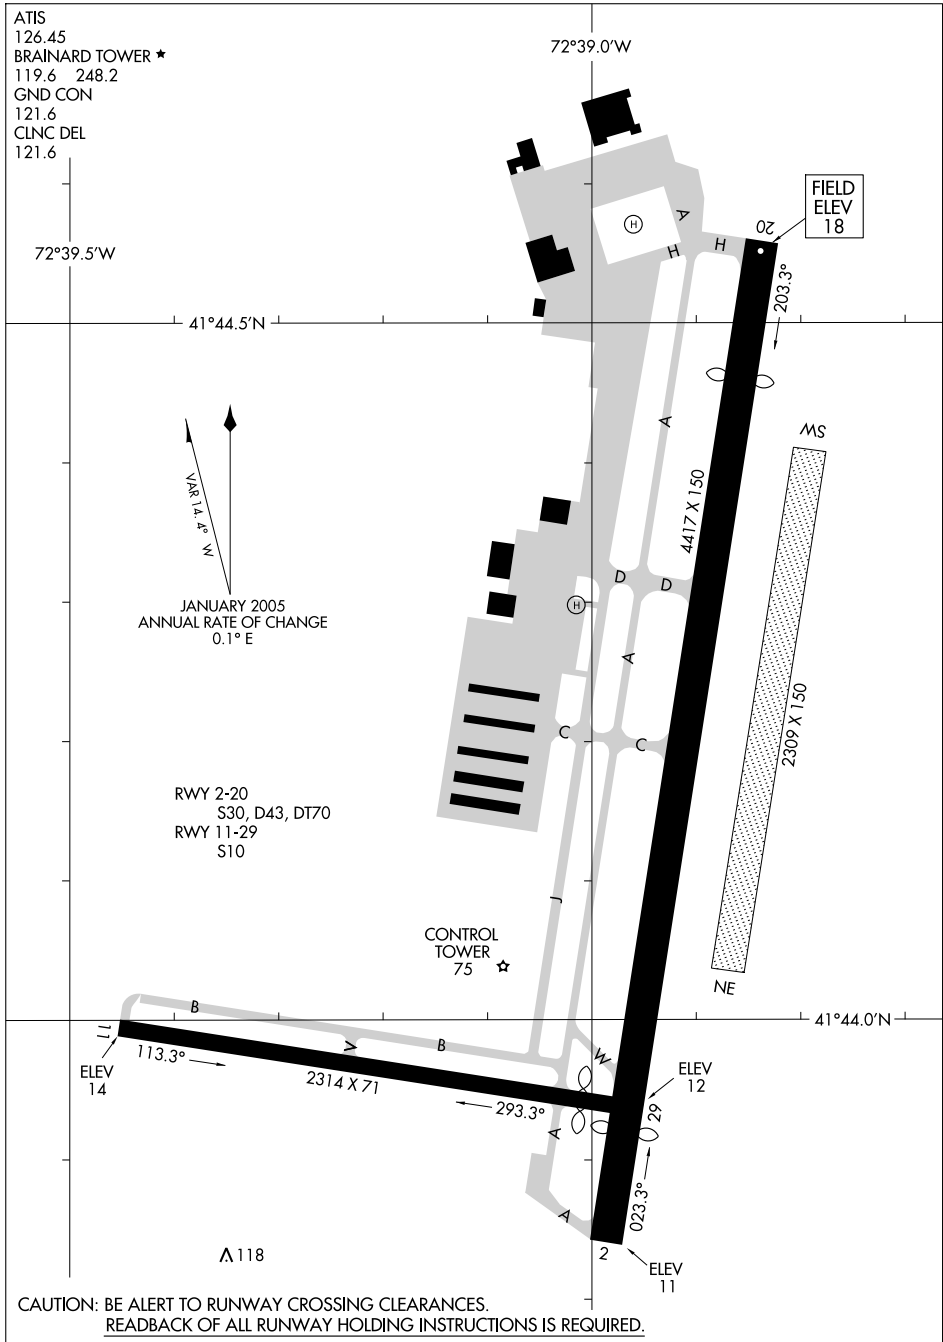 ATIS
126.45
BRAINARD TOWER ★
119.6 248.2
GND CON
121.6
CLNC DEL
121.6
72°39.0'W
FIELD
ELEV
18
20
A
H
H
H
72°39.5'W
203.3°
41°44.5'N
A
SW
4417 X 150
VAR 14.4° W
D
D
JANUARY 2005
ANNUAL RATE OF CHANGE
0.1° E
H
A
2309 X 150
C
C
RWY 2-20
S30, D43, DT70
RWY 11-29
S10
J
CONTROL
TOWER
75
NE
B
41°44.0'N
11
B
V
W
113.3°
ELEV
14
2314 X 71
293.3°
ELEV
12
29
A
023.3°
A
2
118
ELEV
11
CAUTION: BE ALERT TO RUNWAY CROSSING CLEARANCES.
READBACK OF ALL RUNWAY HOLDING INSTRUCTIONS IS REQUIRED.